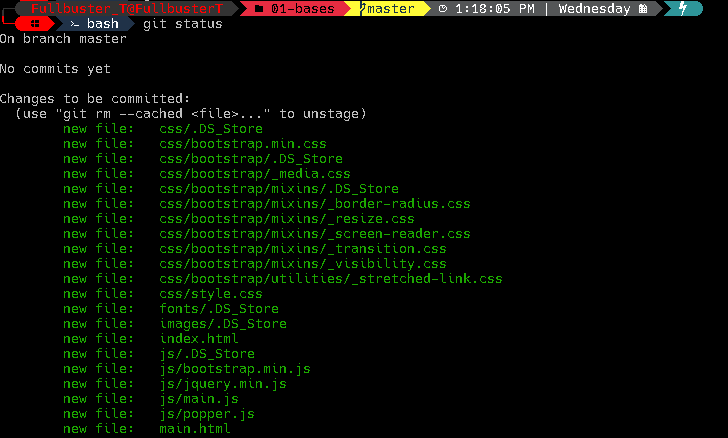 Fullbuster_T@FullbusterT 01-bases master 1:18:05 PM | Wednesday
>_ bash git status
On branch master
No commits yet
Changes to be committed:
(use "git rm --cached <file>..." to unstage)
new file: css/.DS_Store
new file: css/bootstrap.min.css
new file: css/bootstrap/.DS_Store
new file: css/bootstrap/_media.css
new file: css/bootstrap/mixins/.DS_Store
new file: css/bootstrap/mixins/_border-radius.css
new file: css/bootstrap/mixins/_resize.css
new file: css/bootstrap/mixins/_screen-reader.css
new file: css/bootstrap/mixins/_transition.css
new file: css/bootstrap/mixins/_visibility.css
new file: css/bootstrap/utilities/_stretched-link.css
new file: css/style.css
new file: fonts/.DS_Store
new file: images/.DS_Store
new file: index.html
new file: js/.DS_Store
new file: js/bootstrap.min.js
new file: js/jquery.min.js
new file: js/main.js
new file: js/popper.js
new file: main.html